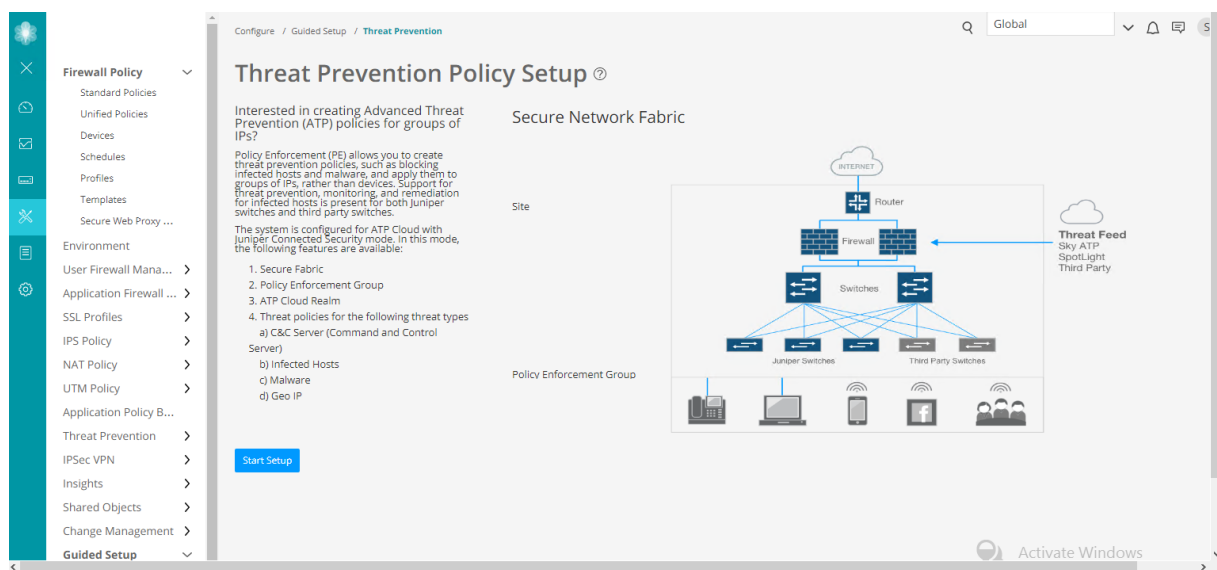 Configure / Guided Setup / Threat Prevention
Global
S
Firewall Policy
Standard Policies
Unified Policies
Devices
Schedules
Profiles
Templates
Secure Web Proxy ...
Environment
User Firewall Mana...
Application Firewall ...
SSL Profiles
IPS Policy
NAT Policy
UTM Policy
Application Policy B...
Threat Prevention
IPSec VPN
Insights
Shared Objects
Change Management
Guided Setup
Threat Prevention Policy Setup
Interested in creating Advanced Threat
Prevention (ATP) policies for groups of
IPs?
Policy Enforcement (PE) allows you to create
threat prevention policies, such as blocking
infected hosts and malware, and apply them to
groups of IPs, rather than devices. Support for
threat prevention, monitoring, and remediation
for infected hosts is present for both Juniper
switches and third party switches.
The system is configured for ATP Cloud with
Juniper Connected Security mode. In this mode,
the following features are available:
1. Secure Fabric
2. Policy Enforcement Group
3. ATP Cloud Realm
4. Threat policies for the following threat types
a) C&C Server (Command and Control
Server)
b) Infected Hosts
c) Malware
d) Geo IP
Start Setup
Secure Network Fabric
Site
Policy Enforcement Group
INTERNET
Router
Firewall
Switches
Juniper Switches
Third Party Switches
Threat Feed
Sky ATP
SpotLight
Third Party
Activate Windows